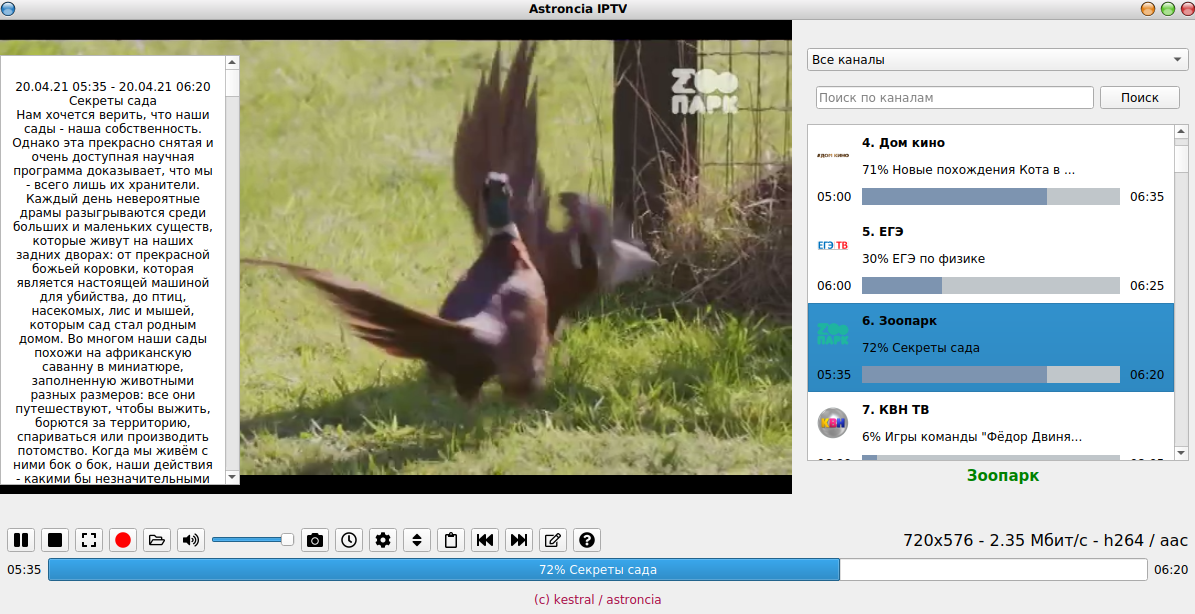 Astroncia IPTV
20.04.21 05:35 - 20.04.21 06:20
Секреты сада
Нам хочется верить, что наши
сады - наша собственность.
Однако эта прекрасно снятая и
очень доступная научная
программа доказывает, что мы
- всего лишь их хранители.
Каждый день невероятные
драмы разыгрываются среди
больших и маленьких существ,
которые живут на наших
задних дворах: от прекрасной
божьей коровки, которая
является настоящей машиной
для убийства, до птиц,
насекомых, лис и мышей,
которым сад стал родным
домом. Во многом наши сады
похожи на африканскую
саванну в миниатюре,
заполненную животными
разных размеров: все они
путешествуют, чтобы выжить,
борются за территорию,
спариваться или производить
потомство. Когда мы живём с
ними бок о бок, наши действия
- какими бы незначительными
ZОО
ПАРК
Все каналы
Поиск по каналам
Поиск
#ДОМ КИНО
4. Дом кино
71% Новые похождения Кота в ...
05:00
06:35
ЕГЭ ТВ
5. ЕГЭ
30% ЕГЭ по физике
06:00
06:25
ZОО
ПАРК
6. Зоопарк
72% Секреты сада
05:35
06:20
КВН
7. КВН ТВ
6% Игры команды "Фёдор Двиня...
Зоопарк
720x576 - 2.35 Мбит/с - h264 / aac
05:35
72% Секреты сада
06:20
(c) kestral / astroncia